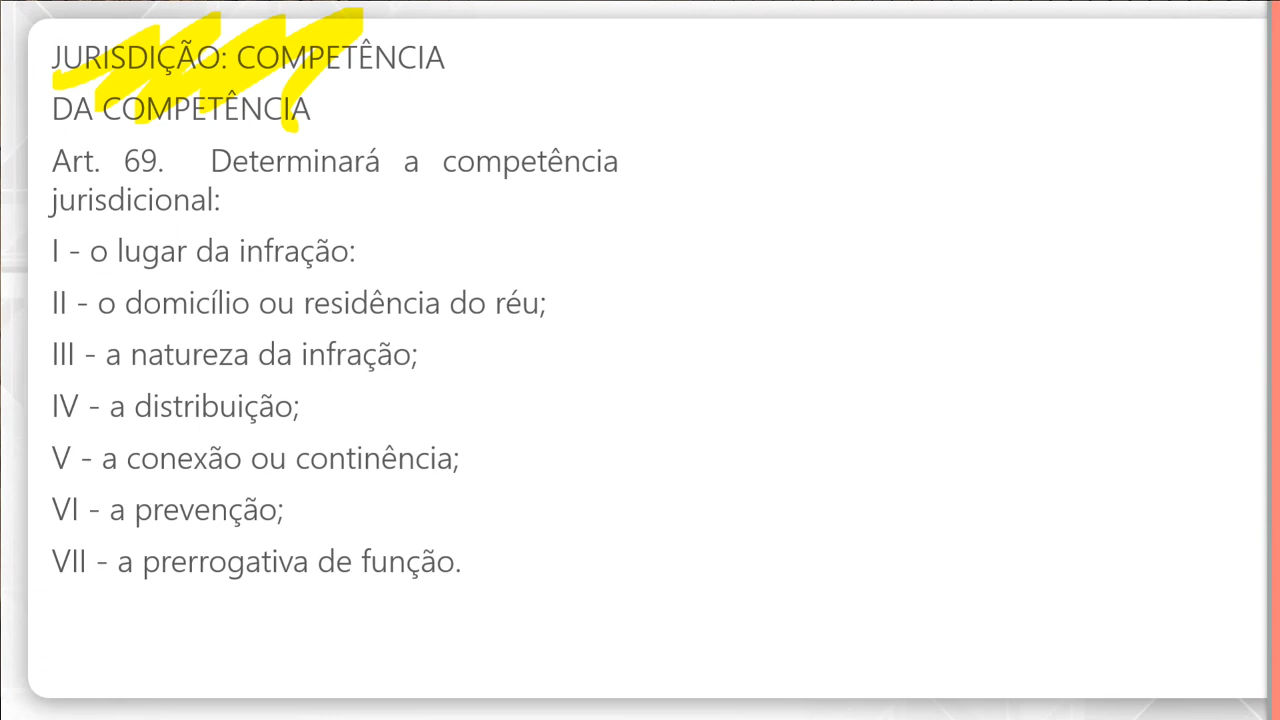 JURISDIÇÃO: COMPETÊNCIA
DA COMPETÊNCIA
Art. 69. Determinará a competência
jurisdicional:
I - o lugar da infração:
II - o domicílio ou residência do réu;
III - a natureza da infração;
IV - a distribuição;
V - a conexão ou continência;
VI - a prevenção;
VII - a prerrogativa de função.